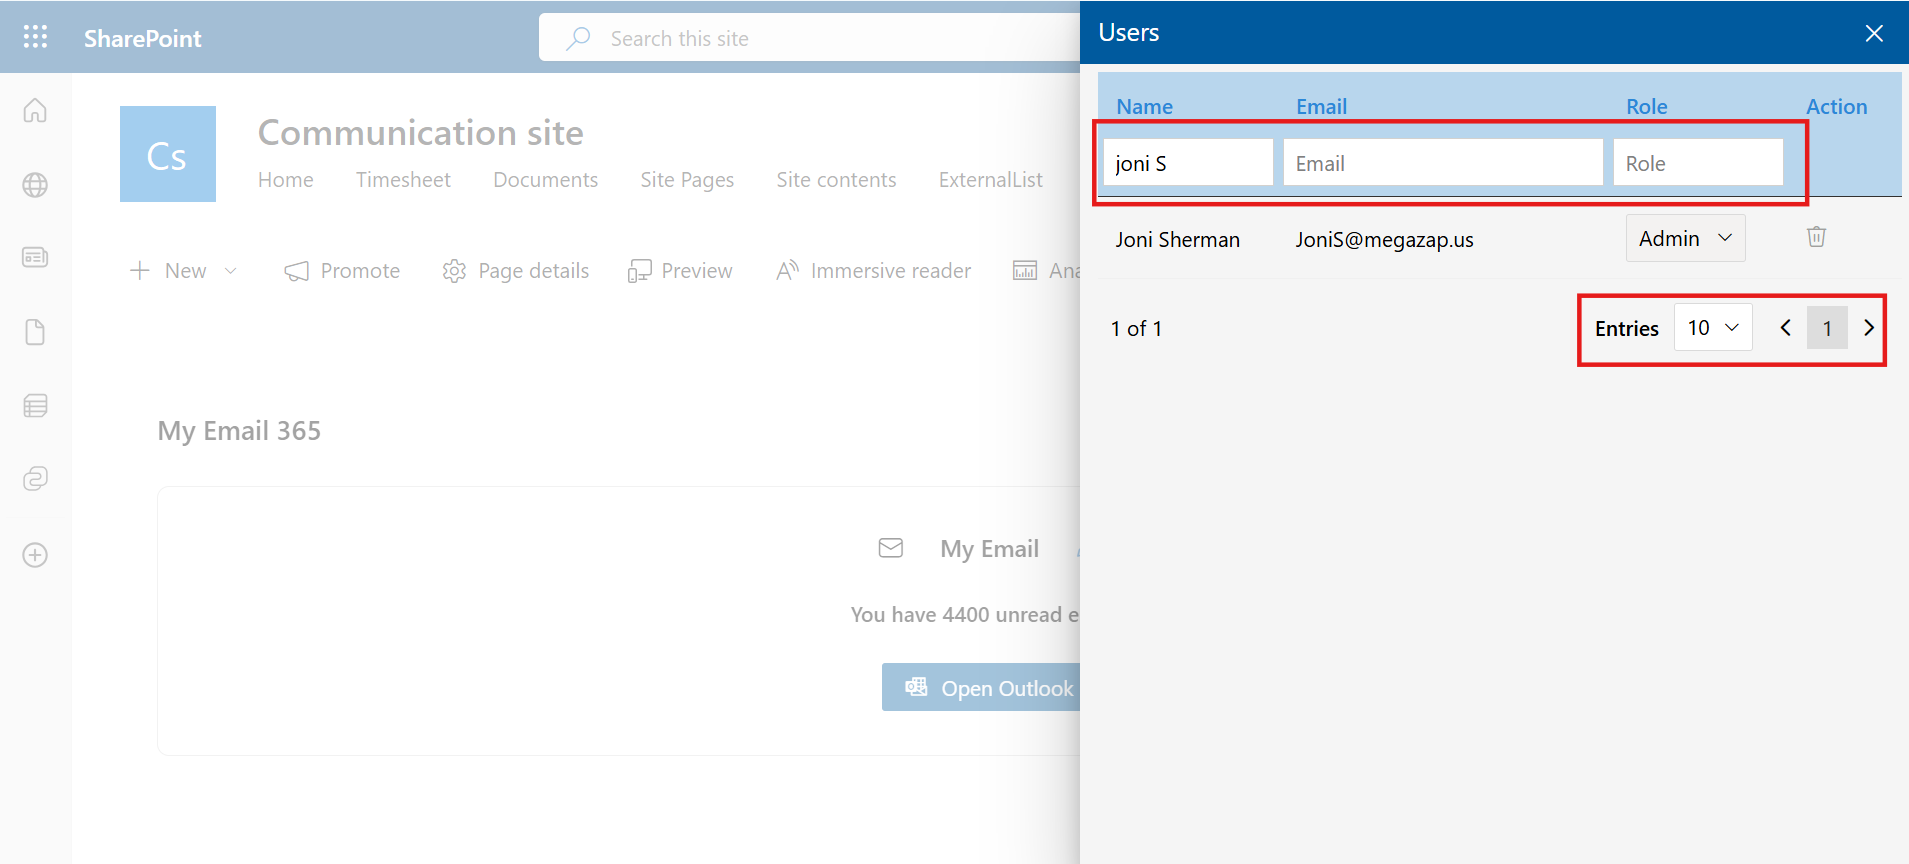 SharePoint
Search this site
Cs
Communication site
Home Timesheet Documents Site Pages Site contents ExternalList
New Promote Page details Preview Immersive reader Ana
My Email 365
My Email
You have 4400 unread e
Open Outlook
Users
Name Email Role Action
joni S Email Role
Joni Sherman JoniS@megazap.us Admin
1 of 1 Entries 10 1